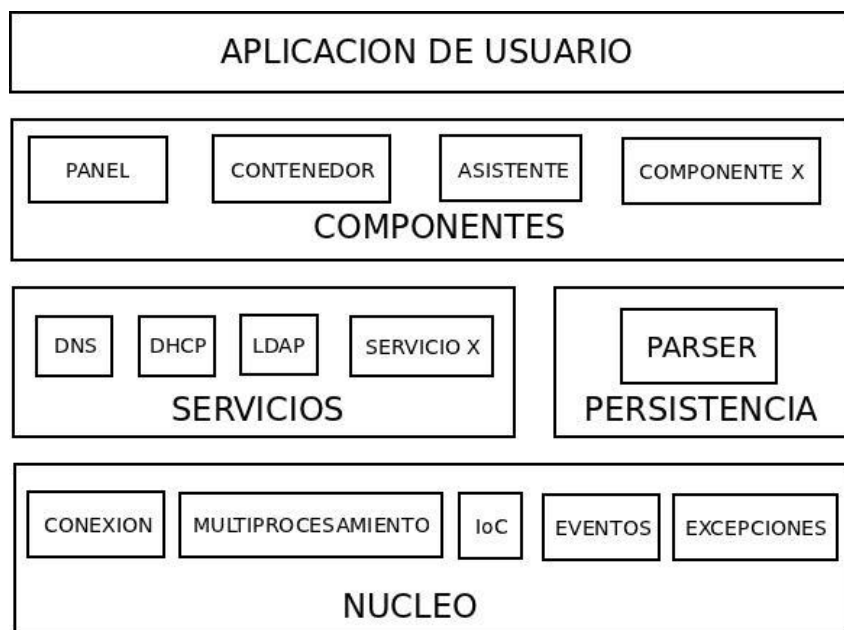 APLICACION DE USUARIO
PANEL
CONTENEDOR
ASISTENTE
COMPONENTE X
COMPONENTES
DNS
DHCP
LDAP
SERVICIO X
SERVICIOS
PARSER
PERSISTENCIA
CONEXION
MULTIPROCESAMIENTO
IoC
EVENTOS
EXCEPCIONES
NUCLEO